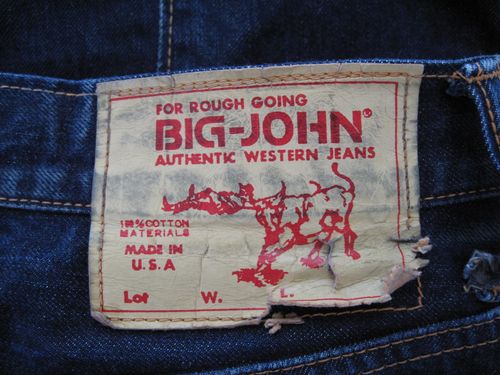 FOR ROUGH GOING
BIG-JOHN®
AUTHENTIC WESTERN JEANS
100% COTTON
MATERIALS
MADE IN
U.S.A
Lot W. L.